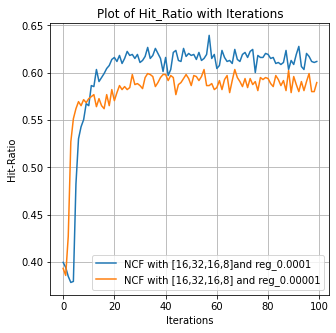 Plot of Hit_Ratio with Iterations
0.65
0.60
0.55
0.50
0.45
0.40
Hit-Ratio
NCF with [16,32,16,8]and reg_0.0001
NCF with [16,32,16,8] and reg_0.00001
0 20 40 60 80 100
Iterations